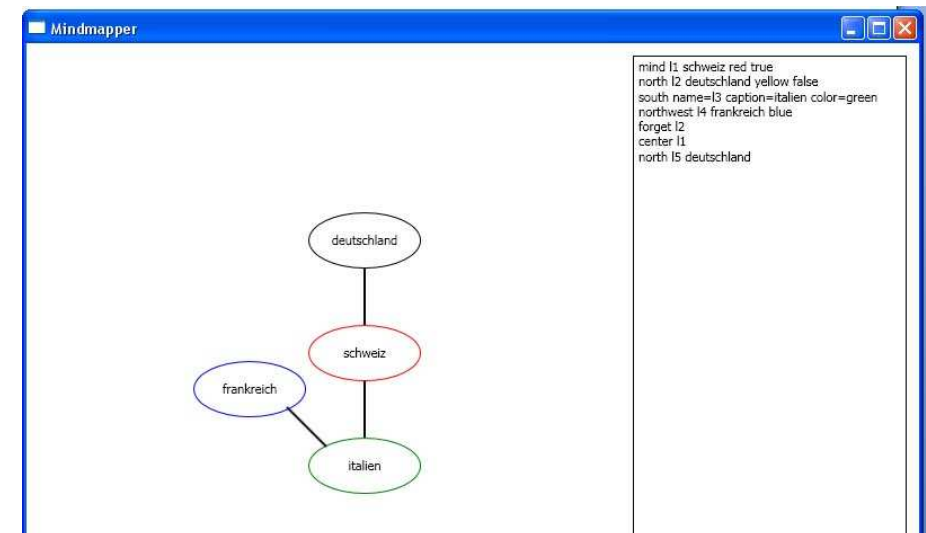 Mindmapper
mind l1 schweiz red true
north l2 deutschland yellow false
south name=l3 caption=italien color=green
northwest l4 frankreich blue
forget l2
center l1
north l5 deutschland
deutschland
schweiz
frankreich
italien